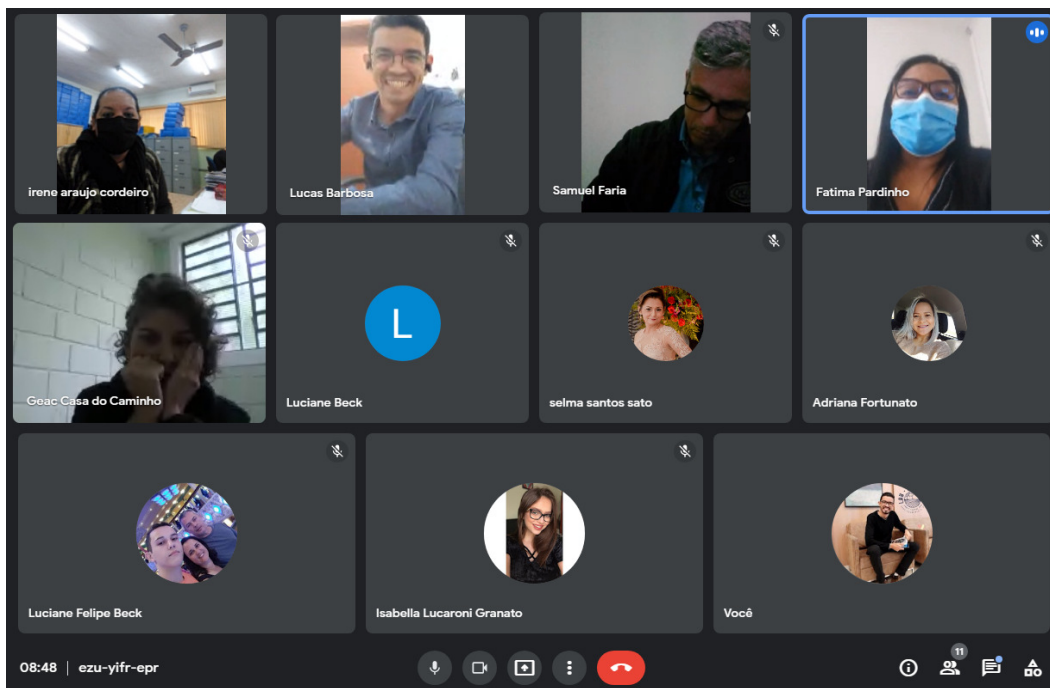 irene araujo cordeiro
Lucas Barbosa
Samuel Faria
Fatima Pardinho
Geac Casa do Caminho
L
Luciane Beck
selma santos sato
Adriana Fortunato
Luciane Felipe Beck
Isabella Lucaroni Granato
Você
08:48 | ezu-yifr-epr
11